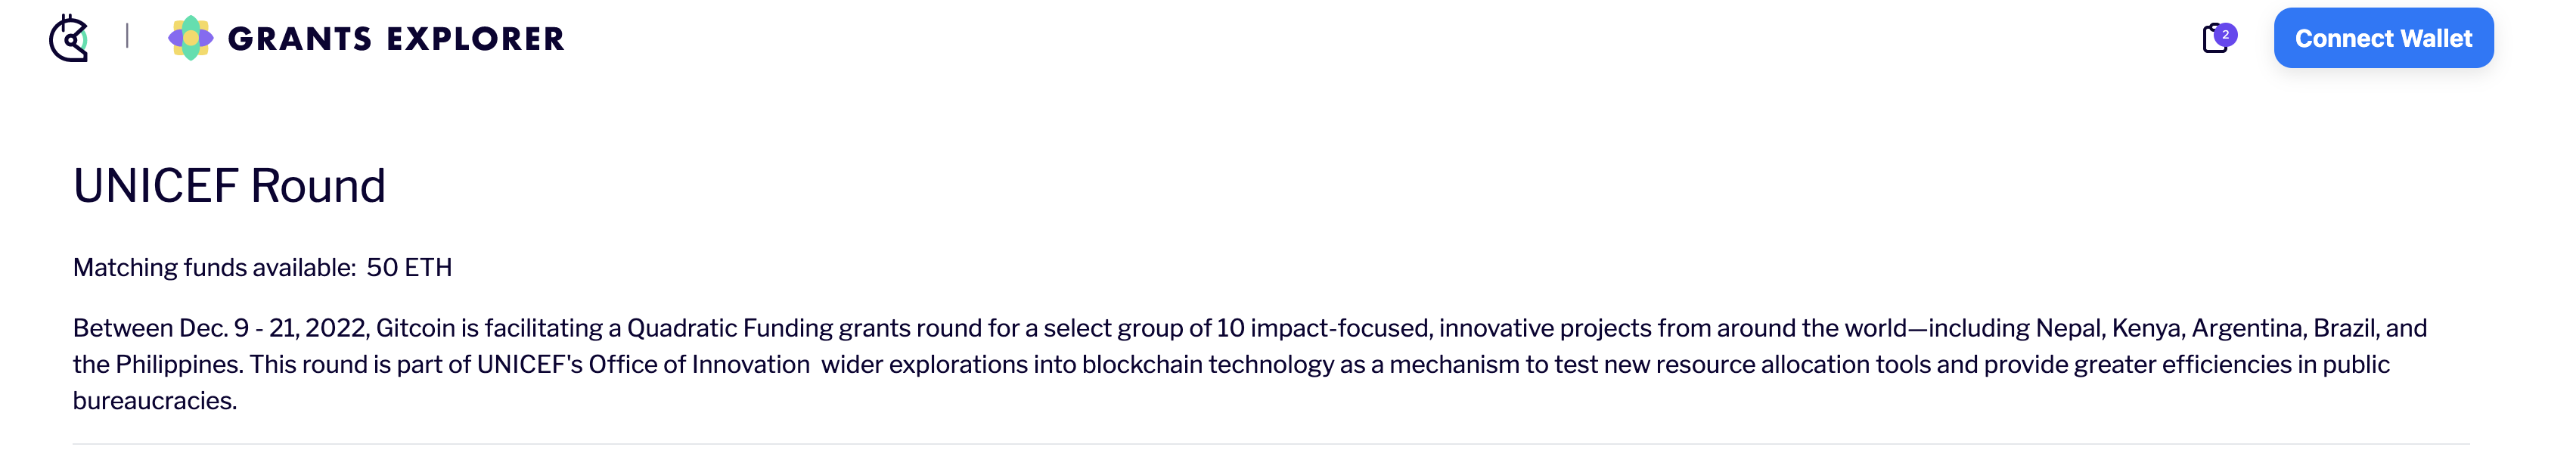 GRANTS EXPLORER
2
Connect Wallet
UNICEF Round
Matching funds available:  50 ETH
Between Dec. 9 - 21, 2022, Gitcoin is facilitating a Quadratic Funding grants round for a select group of 10 impact-focused, innovative projects from around the world—including Nepal, Kenya, Argentina, Brazil, and
the Philippines. This round is part of UNICEF's Office of Innovation  wider explorations into blockchain technology as a mechanism to test new resource allocation tools and provide greater efficiencies in public
bureaucracies.